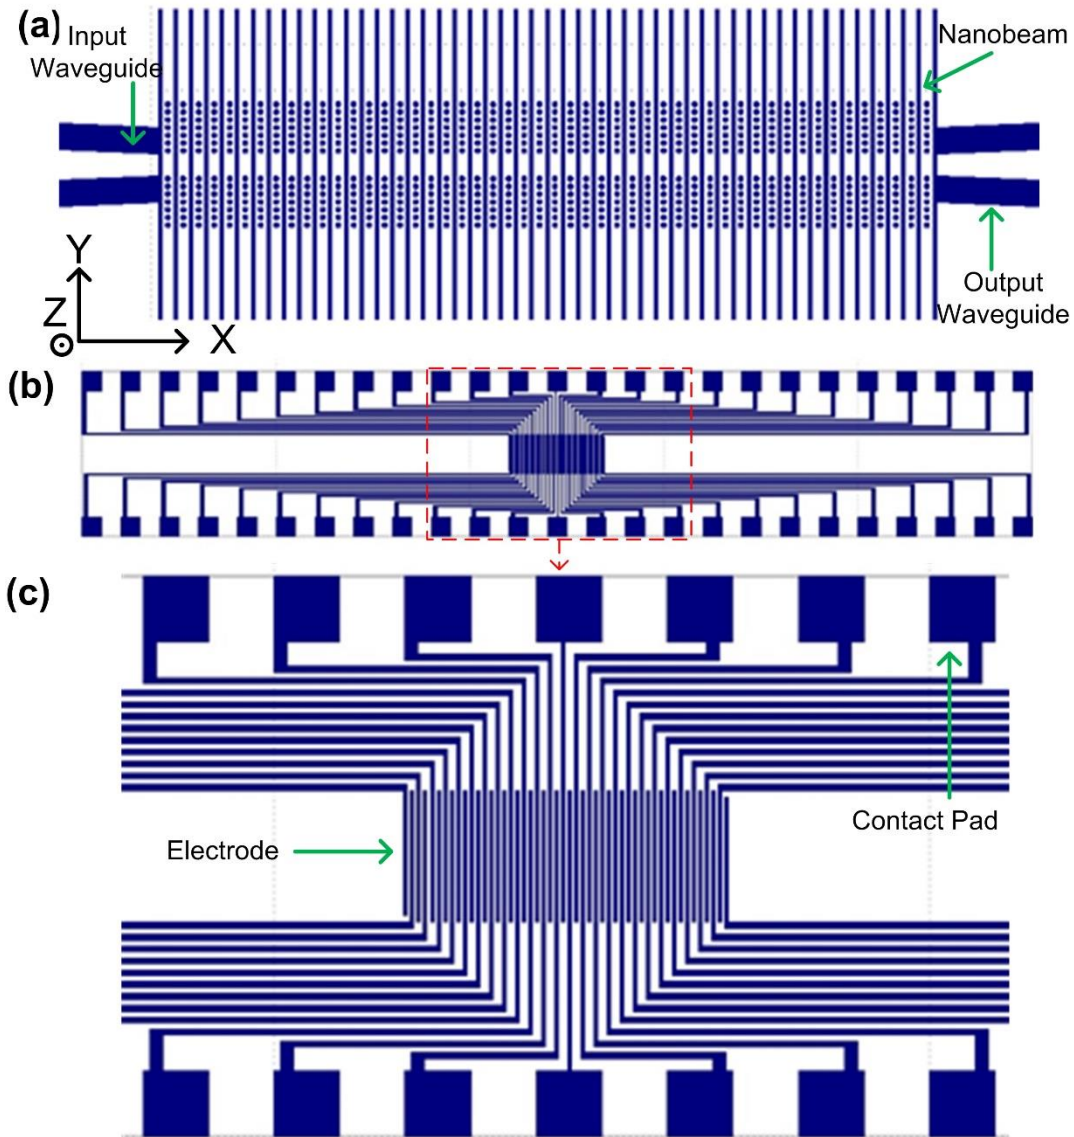 (a)
Input
Waveguide
Nanobeam
Output
Waveguide
Y
Z
X
(b)
(c)
Electrode
Contact Pad